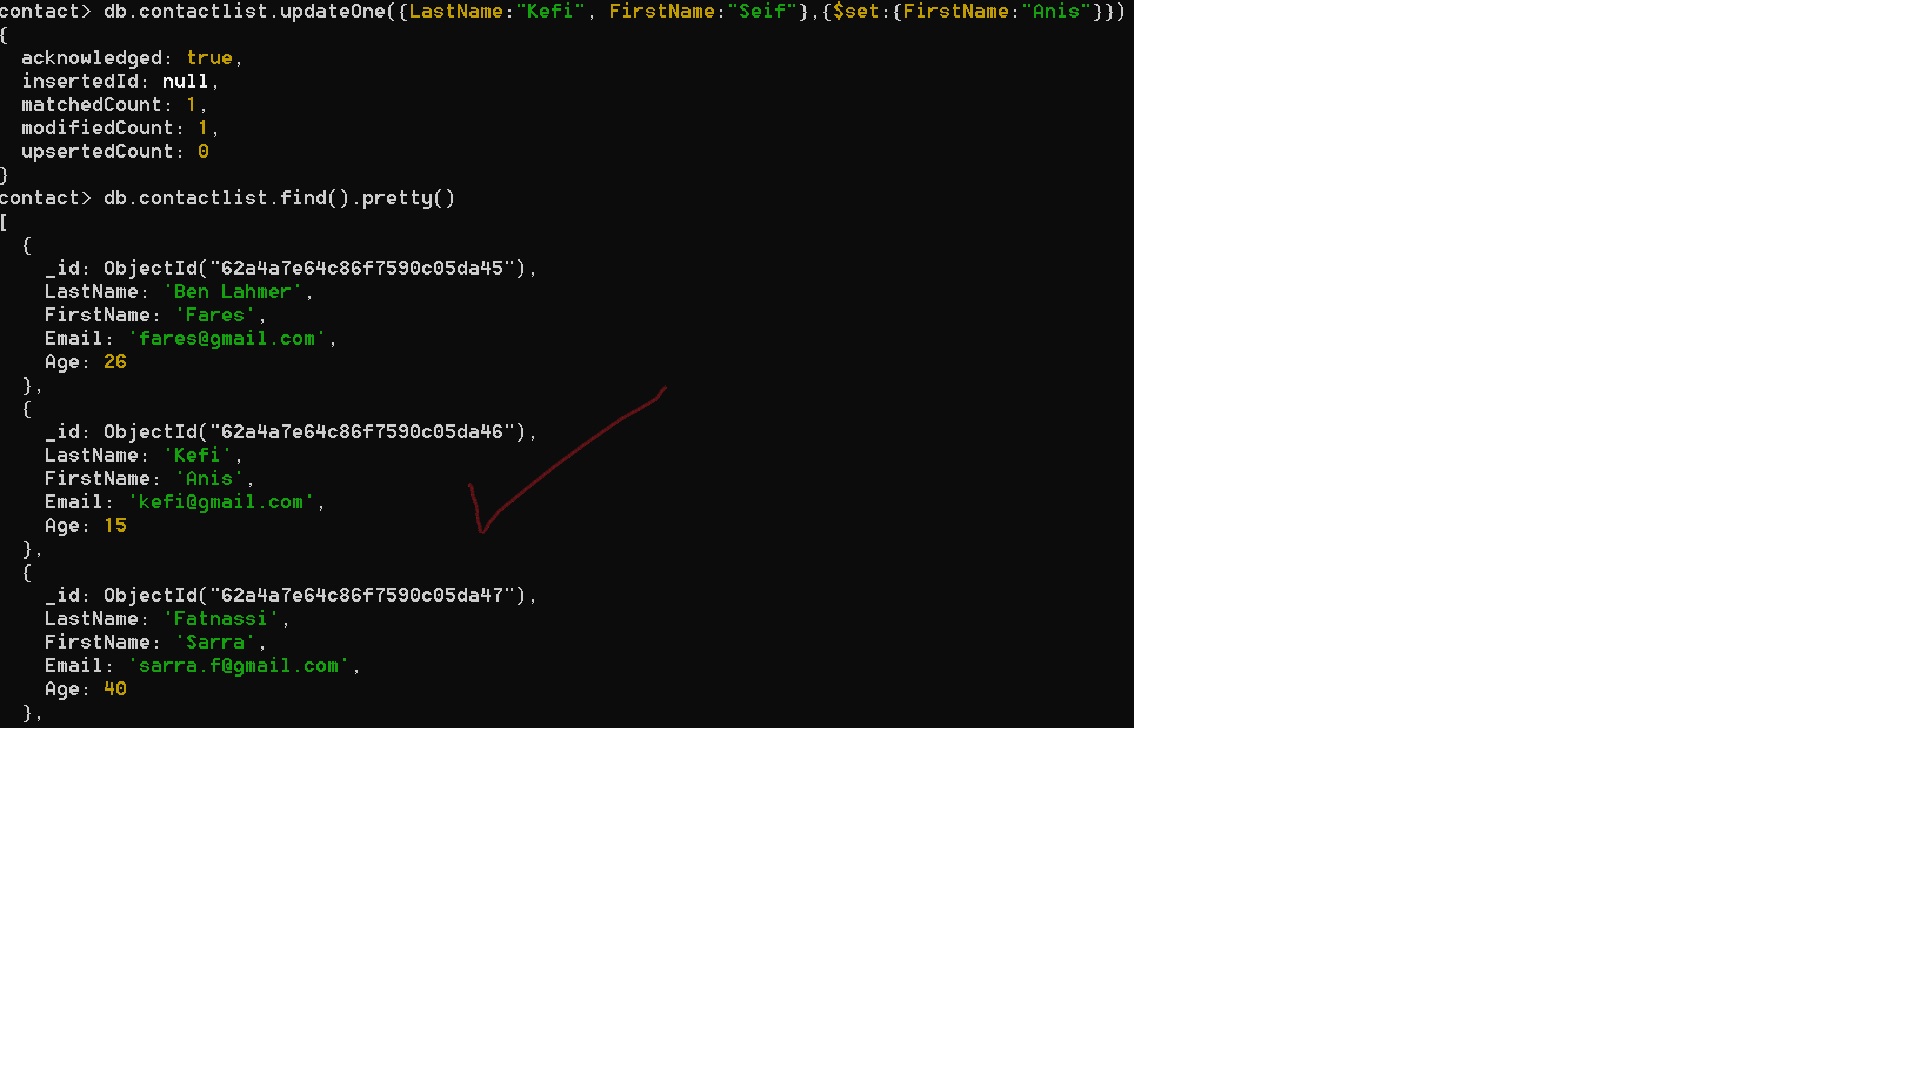 contact> db.contactlist.updateOne({LastName:"Kefi", FirstName:"Seif"},{$set:{FirstName:"Anis"}})
{
  acknowledged: true,
  insertedId: null,
  matchedCount: 1,
  modifiedCount: 1,
  upsertedCount: 0
}
contact> db.contactlist.find().pretty()
[
  {
    _id: ObjectId("62a4a7e64c86f7590c05da45"),
    LastName: 'Ben Lahmer',
    FirstName: 'Fares',
    Email: 'fares@gmail.com',
    Age: 26
  },
  {
    _id: ObjectId("62a4a7e64c86f7590c05da46"),
    LastName: 'Kefi',
    FirstName: 'Anis',
    Email: 'kefi@gmail.com',
    Age: 15
  },
  {
    _id: ObjectId("62a4a7e64c86f7590c05da47"),
    LastName: 'Fatnassi',
    FirstName: 'Sarra',
    Email: 'sarra.f@gmail.com',
    Age: 40
  },